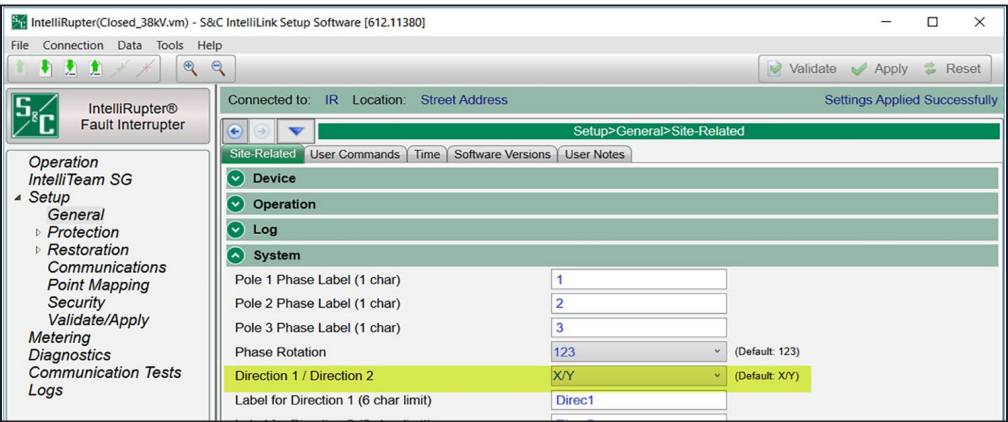 IntelliRupter(Closed_38kV.vm) - S&C IntelliLink Setup Software [612.11380]
File Connection Data Tools Help
Validate Apply Reset
S&C
IntelliRupter®
Fault Interrupter
Connected to: IR Location: Street Address Settings Applied Successfully
Setup>General>Site-Related
Site-Related User Commands Time Software Versions User Notes
Operation
IntelliTeam SG
Setup
General
Protection
Restoration
Communications
Point Mapping
Security
Validate/Apply
Metering
Diagnostics
Communication Tests
Logs
Device
Operation
Log
System
Pole 1 Phase Label (1 char) 1
Pole 2 Phase Label (1 char) 2
Pole 3 Phase Label (1 char) 3
Phase Rotation 123 (Default: 123)
Direction 1 / Direction 2 X/Y (Default: X/Y)
Label for Direction 1 (6 char limit) Direc1